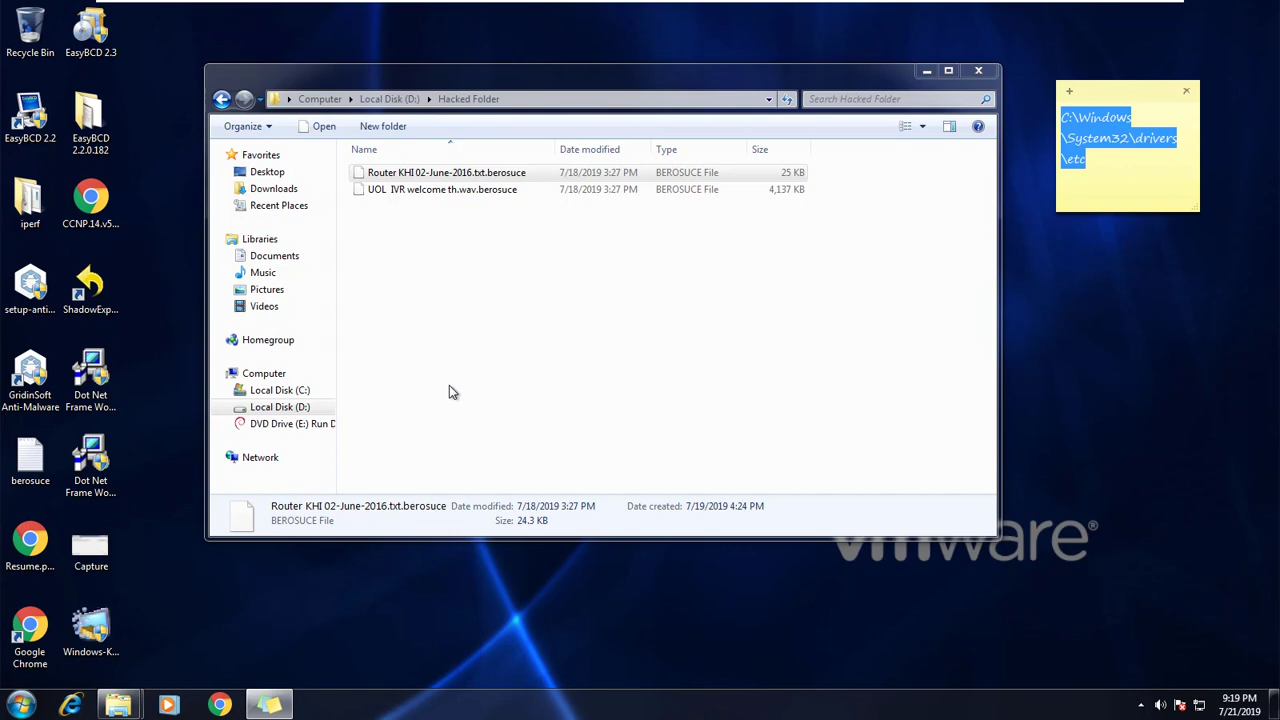 Recycle Bin
EasyBCD 2.3
EasyBCD 2.2
EasyBCD
2.2.0.182
iperf
CCNP.14.v5...
setup-anti...
ShadowExp...
GridinSoft
Anti-Malware
Dot Net
Frame Wo...
berosuce
Dot Net
Frame Wo...
Resume.p...
Capture
Google
Chrome
Windows-K...
Computer
Local Disk (D:)
Hacked Folder
Search Hacked Folder
Organize
Open
New folder
Name
Date modified
Type
Size
Router KHI 02-June-2016.txt.berosuce 7/18/2019 3:27 PM BEROSUCE File 25 KB
UOL IVR welcome th.wav.berosuce 7/18/2019 3:27 PM BEROSUCE File 4,137 KB
Favorites
Desktop
Downloads
Recent Places
Libraries
Documents
Music
Pictures
Videos
Homegroup
Computer
Local Disk (C:)
Local Disk (D:)
DVD Drive (E:) Run D
Network
Router KHI 02-June-2016.txt.berosuce Date modified: 7/18/2019 3:27 PM Date created: 7/19/2019 4:24 PM
BEROSUCE File Size: 24.3 KB
C:\Windows
\System32\drivers
\etc
vmware®
9:19 PM
7/21/2019